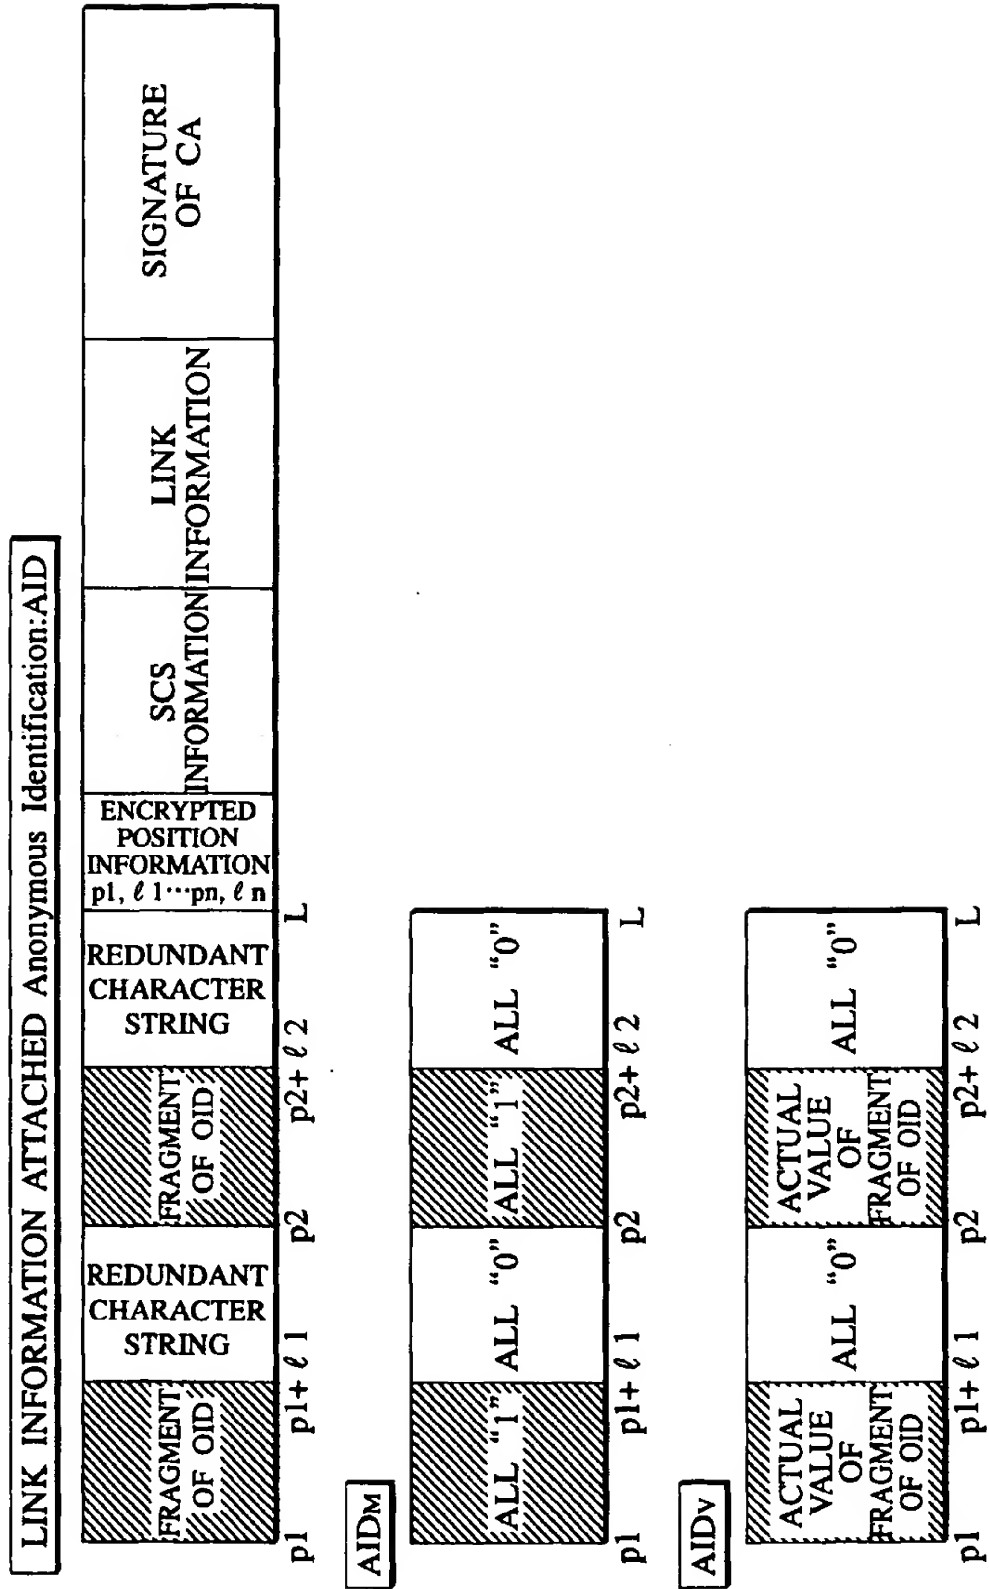 LINK INFORMATION ATTACHED Anonymous Identification:AID
FRAGMENT
OF OID
REDUNDANT
CHARACTER
STRING
FRAGMENT
OF OID
REDUNDANT
CHARACTER
STRING
ENCRYPTED
POSITION
INFORMATION
p1, ℓ 1···pn, ℓ n
SCS
INFORMATION
LINK
INFORMATION
SIGNATURE
OF CA
p1 p1+ ℓ 1 p2 p2+ ℓ 2 L
AIDM
ALL “1” ALL “0” ALL “1” ALL “0”
p1 p1+ ℓ 1 p2 p2+ ℓ 2 L
AIDV
ACTUAL
VALUE
OF
FRAGMENT
OF OID
ALL “0”
ACTUAL
VALUE
OF
FRAGMENT
OF OID
ALL “0”
p1 p1+ ℓ 1 p2 p2+ ℓ 2 L